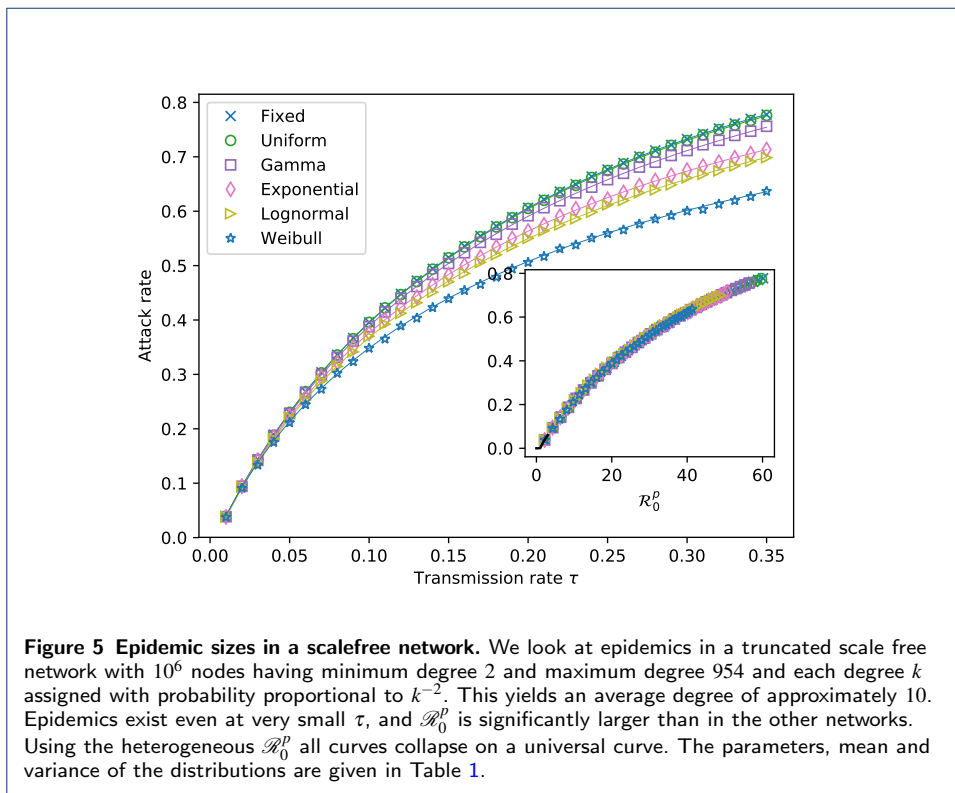 0.8
0.7
0.6
0.5
0.4
0.3
0.2
0.1
0.0
Attack rate
Fixed
Uniform
Gamma
Exponential
Lognormal
Weibull
0.8
0.6
0.4
0.2
0.0
0 20 40 60
ℛ₀ᵖ
0.00 0.05 0.10 0.15 0.20 0.25 0.30 0.35
Transmission rate τ
Figure 5 Epidemic sizes in a scalefree network. We look at epidemics in a truncated scale free
network with 10⁶ nodes having minimum degree 2 and maximum degree 954 and each degree k
assigned with probability proportional to k⁻². This yields an average degree of approximately 10.
Epidemics exist even at very small τ, and ℛ₀ᵖ is significantly larger than in the other networks.
Using the heterogeneous ℛ₀ᵖ all curves collapse on a universal curve. The parameters, mean and
variance of the distributions are given in Table 1.